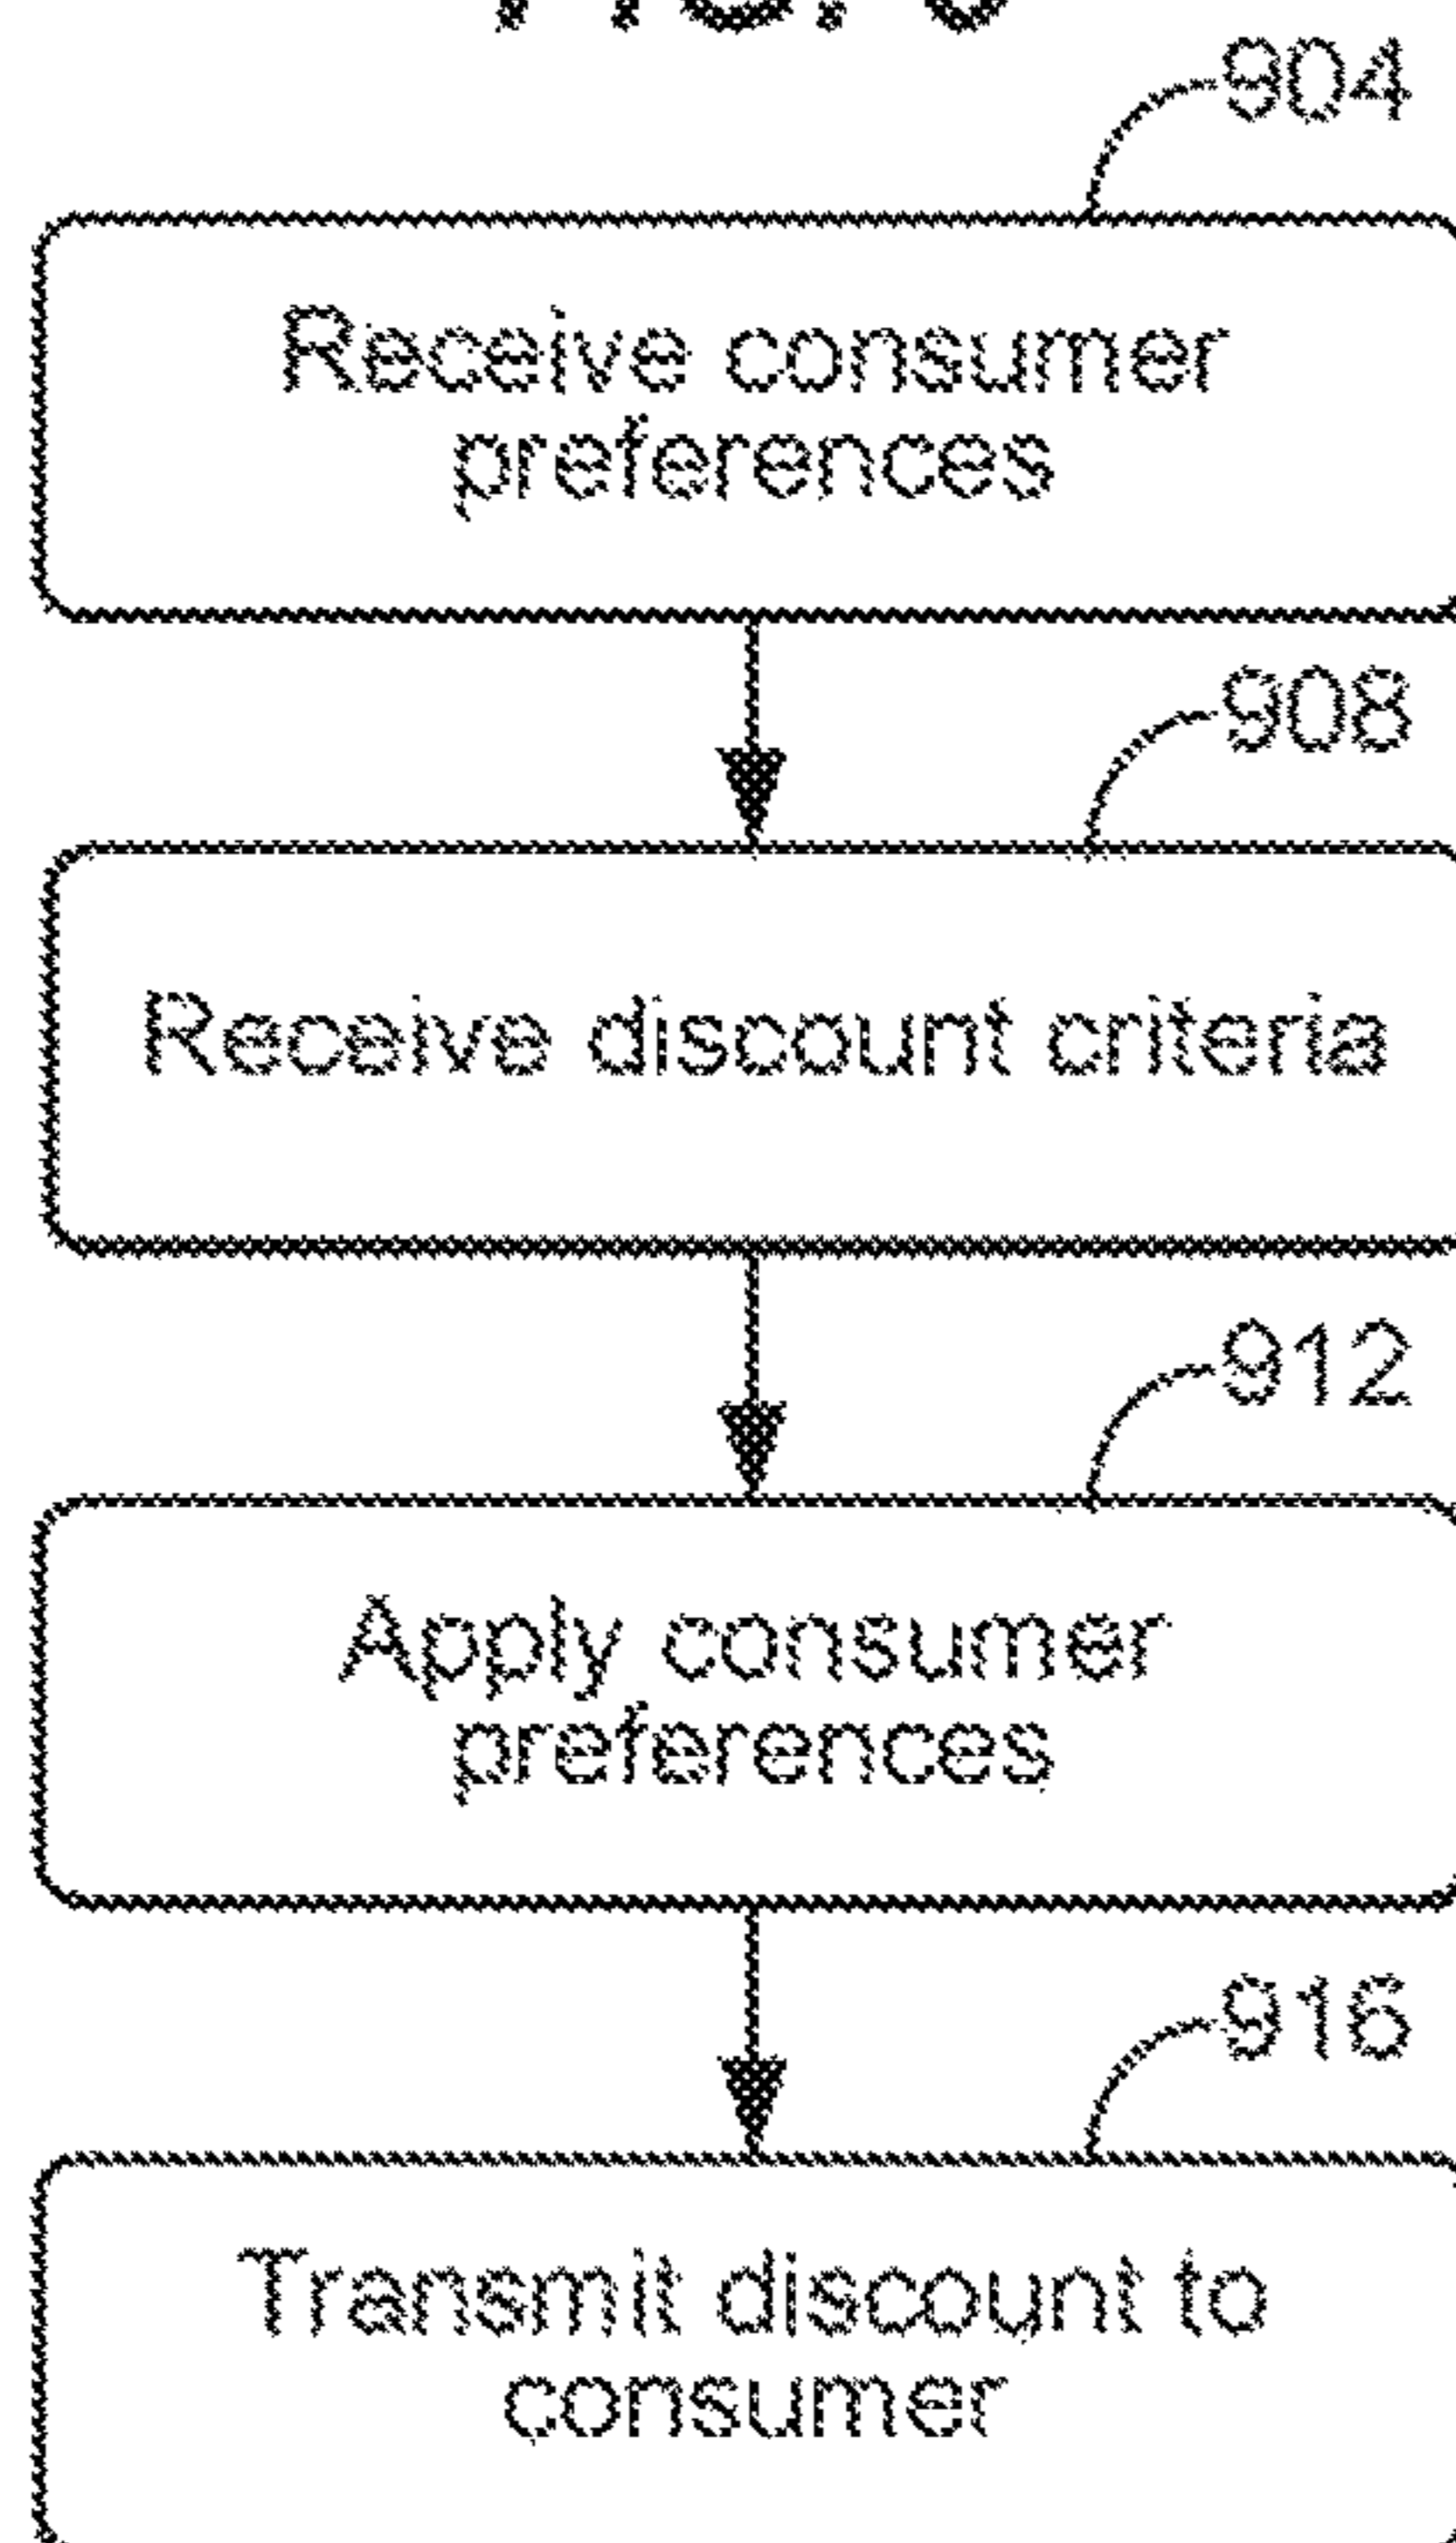 904
Receive consumer
preferences
908
Receive discount criteria
912
Apply consumer
preferences
916
Transmit discount to
consumer